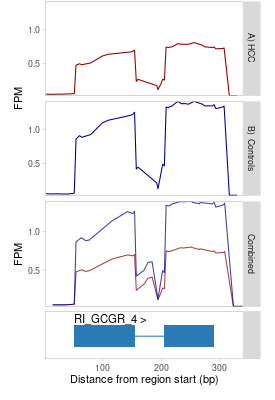 1.0
0.5
A) HCC
FPM
1.0
0.5
B) Controls
1.0
0.5
FPM
Combined
RI_GCGR_4 >
100
200
300
Distance from region start (bp)